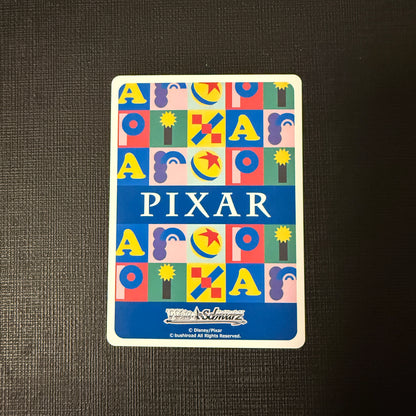 A P A
P I X A
A P
PIXAR
A P
P I X A
Weiß Schwarz
© Disney/Pixar
© bushiroad All Rights Reserved.